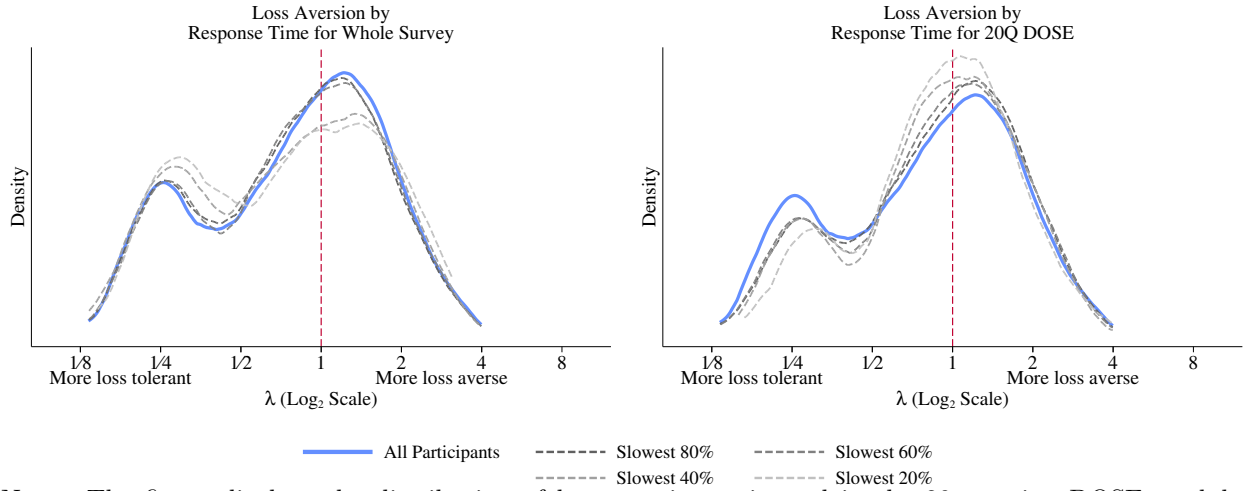 Loss Aversion by
Response Time for Whole Survey
Density
1/8 1/4 1/2 1 2 4 8
More loss tolerant More loss averse
λ (Log₂ Scale)
Loss Aversion by
Response Time for 20Q DOSE
Density
1/8 1/4 1/2 1 2 4 8
More loss tolerant More loss averse
λ (Log₂ Scale)
All Participants Slowest 80% Slowest 60%
Slowest 40% Slowest 20%